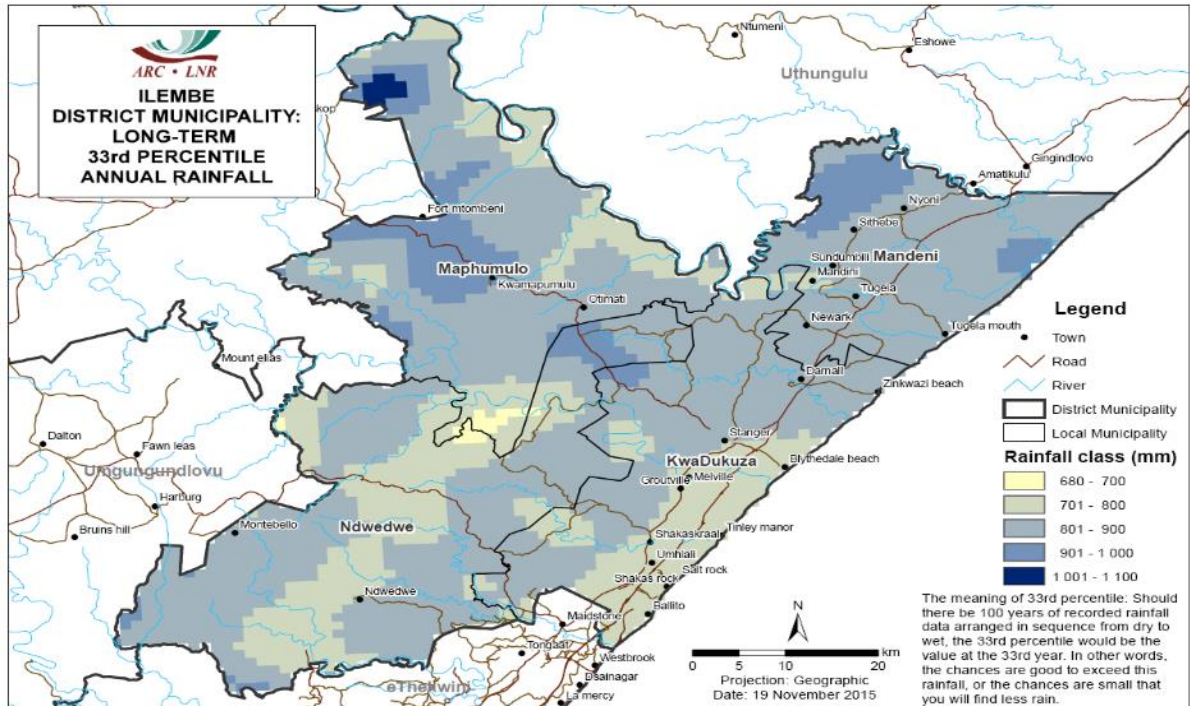 ARC • LNR
ILEMBE
DISTRICT MUNICIPALITY:
LONG-TERM
33rd PERCENTILE
ANNUAL RAINFALL
Ntumeni
Eshowe
Uthungulu
skop
Gingindlovo
Amatikulu
Nyoni
Fort mtombeni
Sithebe
Mandeni
Sundumbili
Maphumulo
Mandini
Kwamapumulu
Tugela
Otimati
Newark
Tugela mouth
Mount elias
Darnall
Zinkwazi beach
Dalton
Fawn leas
Stanger
Umgungundlovu
KwaDukuza
Blythedale beach
Groutville
Melville
Harburg
Ndwedwe
Bruins hill
Montebello
Shakaskraal
Tinley manor
Umhlali
Salt rock
Shakas rock
Ndwedwe
Ballito
Maidstone
Tongaat
Westbrook
Dsainagar
eThekwini
La mercy
Legend
Town
Road
River
District Municipality
Local Municipality
Rainfall class (mm)
680 - 700
701 - 800
801 - 900
901 - 1 000
1 001 - 1 100
The meaning of 33rd percentile: Should
there be 100 years of recorded rainfall
data arranged in sequence from dry to
wet, the 33rd percentile would be the
value at the 33rd year. In other words,
the chances are good to exceed this
rainfall, or the chances are small that
you will find less rain.
N
km
0 5 10 20
Projection: Geographic
Date: 19 November 2015